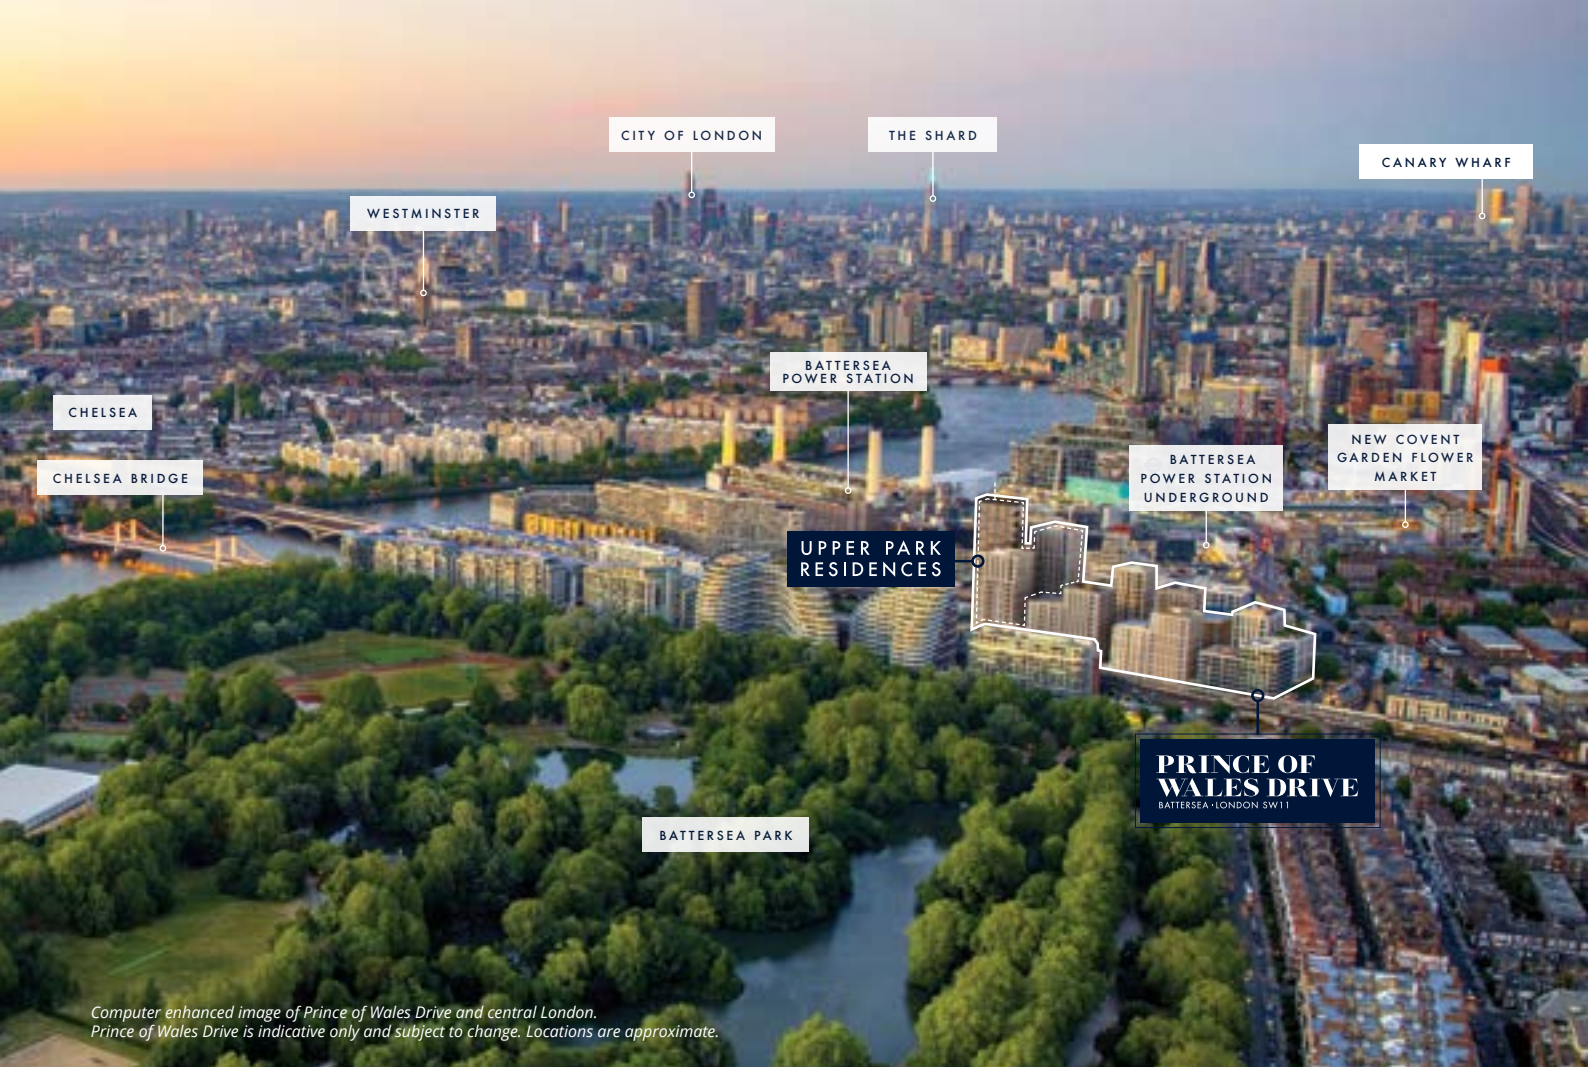 CITY OF LONDON
THE SHARD
CANARY WHARF
WESTMINSTER
BATTERSEA
POWER STATION
CHELSEA
CHELSEA BRIDGE
BATTERSEA
POWER STATION
UNDERGROUND
NEW COVENT
GARDEN FLOWER
MARKET
UPPER PARK
RESIDENCES
PRINCE OF
WALES DRIVE
BATTERSEA · LONDON SW11
BATTERSEA PARK
Computer enhanced image of Prince of Wales Drive and central London.
Prince of Wales Drive is indicative only and subject to change. Locations are approximate.